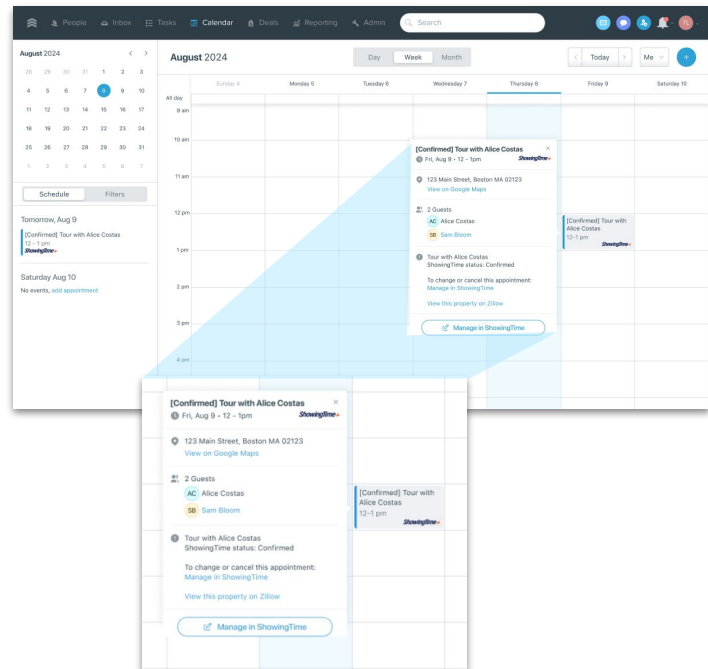 People Inbox Tasks Calendar Deals Reporting Admin Search TL
August 2024 < >
28 29 30 31 1 2 3
4 5 6 7 8 9 10
11 12 13 14 15 16 17
18 19 20 21 22 23 24
25 26 27 28 29 30 31
1 2 3 4 5 6 7
Schedule Filters
Tomorrow, Aug 9
[Confirmed] Tour with Alice Costas
12 - 1 pm
ShowingTime+
Saturday Aug 10
No events, add appointment
August 2024 Day Week Month < Today > Me +
Sunday 4 Monday 5 Tuesday 6 Wednesday 7 Thursday 8 Friday 9 Saturday 10
All day
9 am
10 am
11 am
12 pm
1 pm
2 pm
3 pm
4 pm
[Confirmed] Tour with Alice Costas ×
Fri, Aug 9 - 12 - 1pm ShowingTime+
123 Main Street, Boston MA 02123
View on Google Maps
2 Guests
AC Alice Costas
SB Sam Bloom
Tour with Alice Costas
ShowingTime status: Confirmed
To change or cancel this appointment:
Manage in ShowingTime
View this property on Zillow
Manage in ShowingTime
[Confirmed] Tour with
Alice Costas
12-1 pm
ShowingTime+
[Confirmed] Tour with Alice Costas ×
Fri, Aug 9 - 12 - 1pm ShowingTime+
123 Main Street, Boston MA 02123
View on Google Maps
2 Guests
AC Alice Costas
SB Sam Bloom
Tour with Alice Costas
ShowingTime status: Confirmed
To change or cancel this appointment:
Manage in ShowingTime
View this property on Zillow
Manage in ShowingTime
[Confirmed] Tour with
Alice Costas
12-1 pm
ShowingTime+